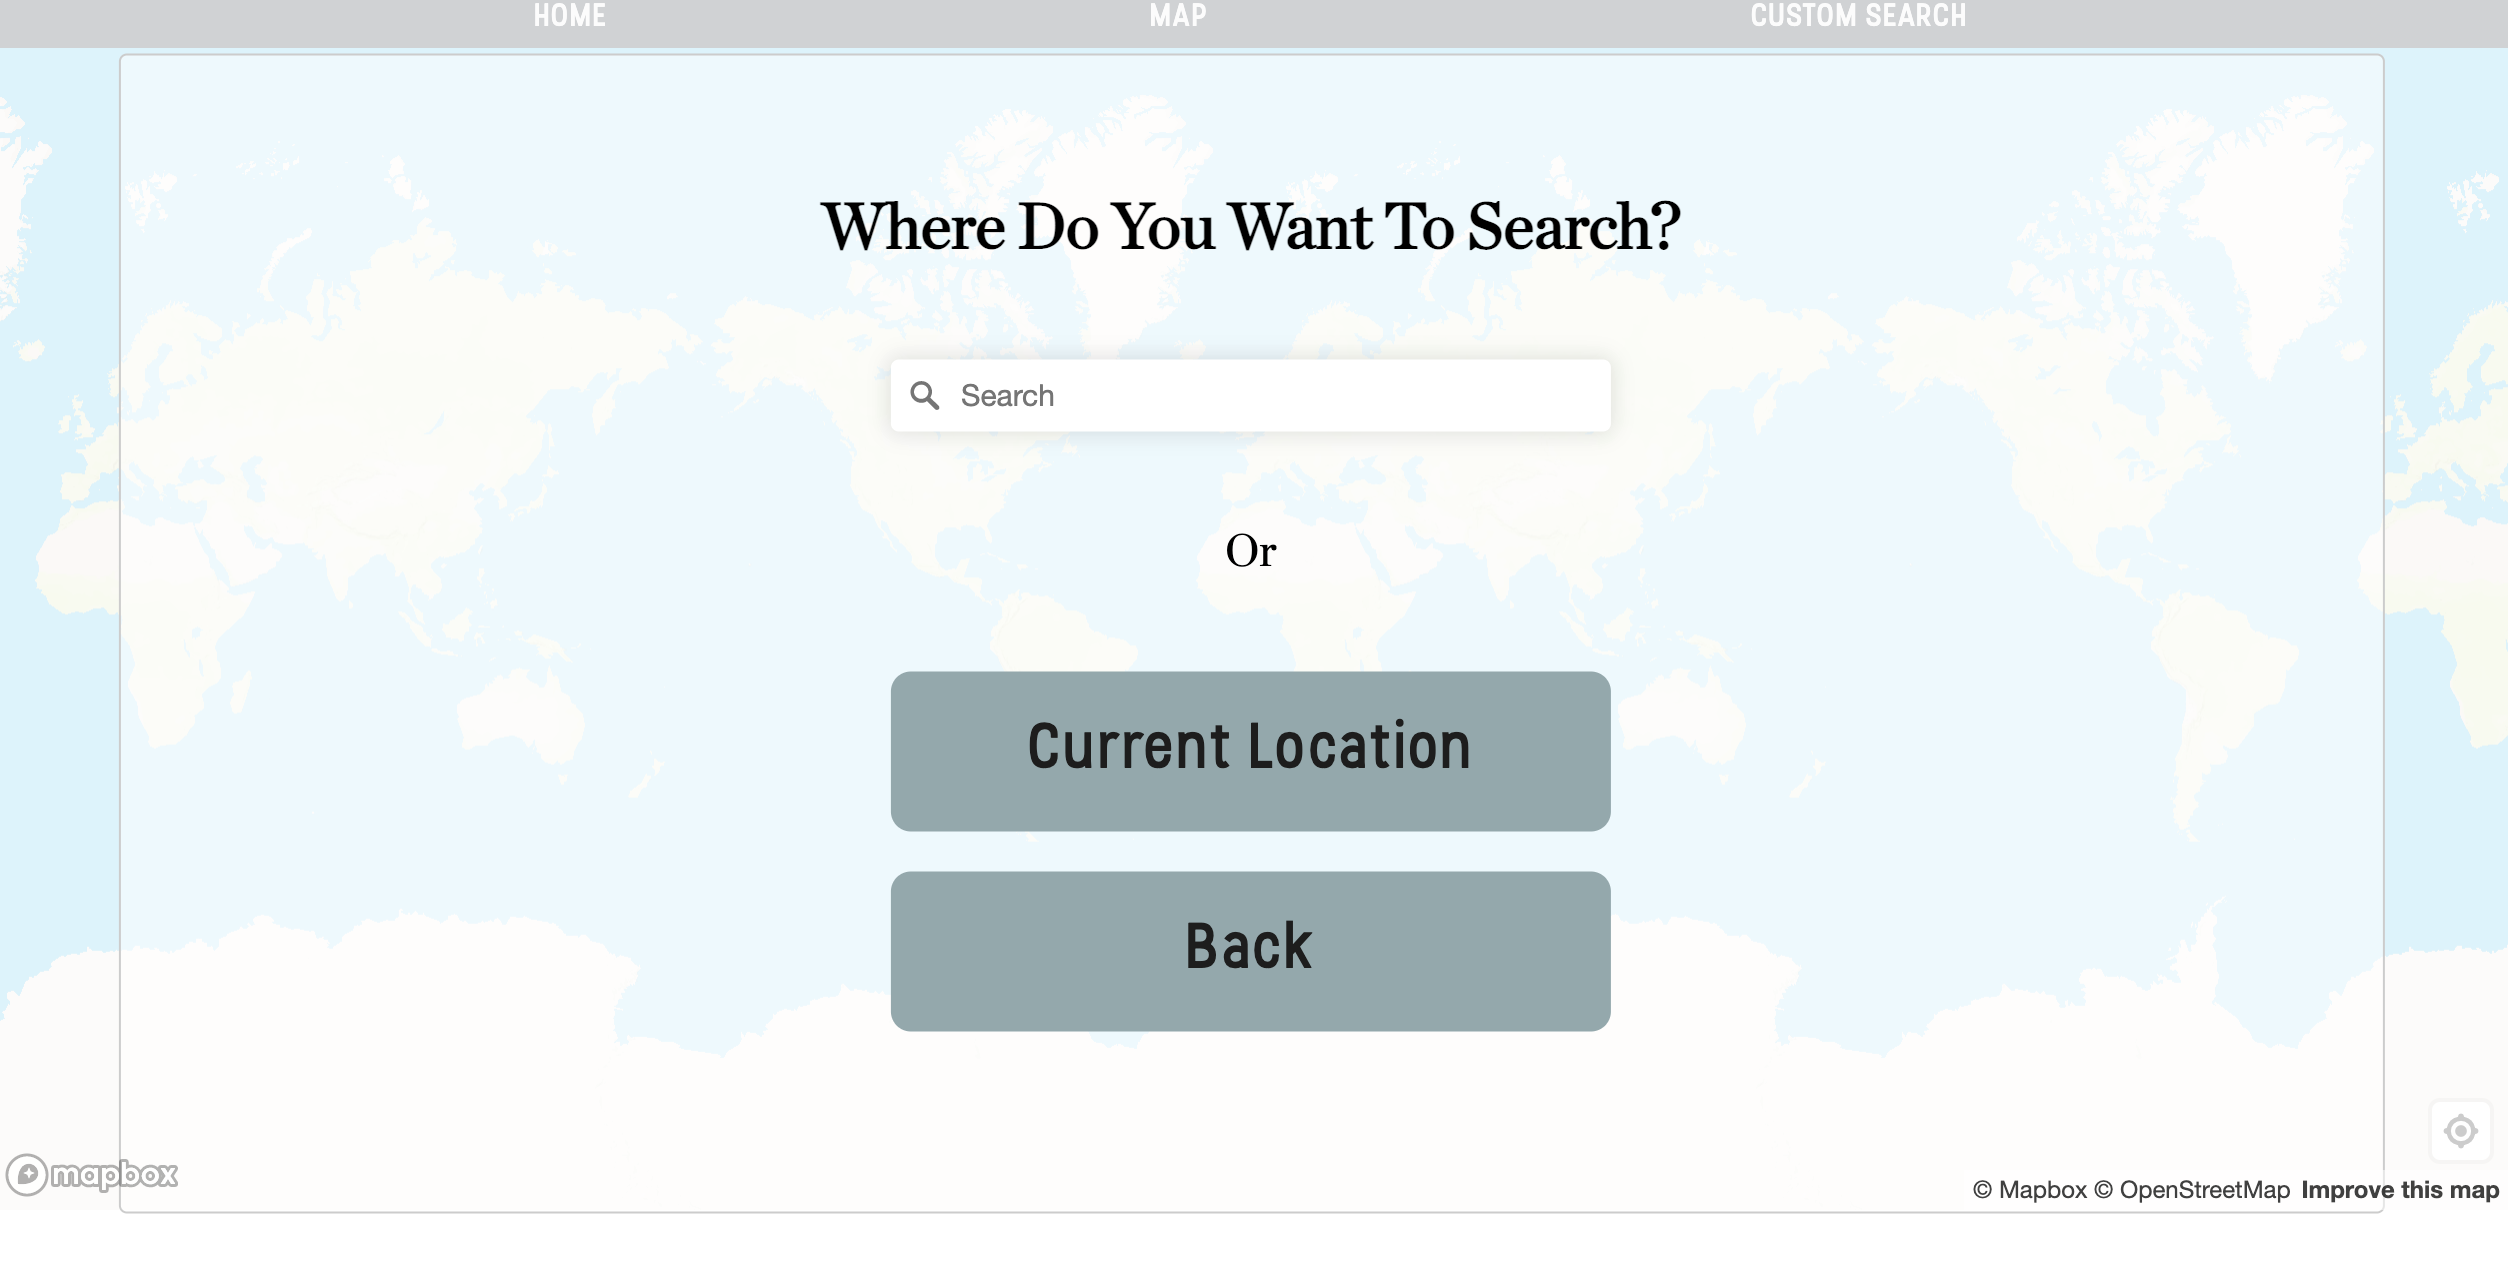 HOME MAP CUSTOM SEARCH
Where Do You Want To Search?
Search
Or
Current Location
Back
mapbox
© Mapbox © OpenStreetMap Improve this map